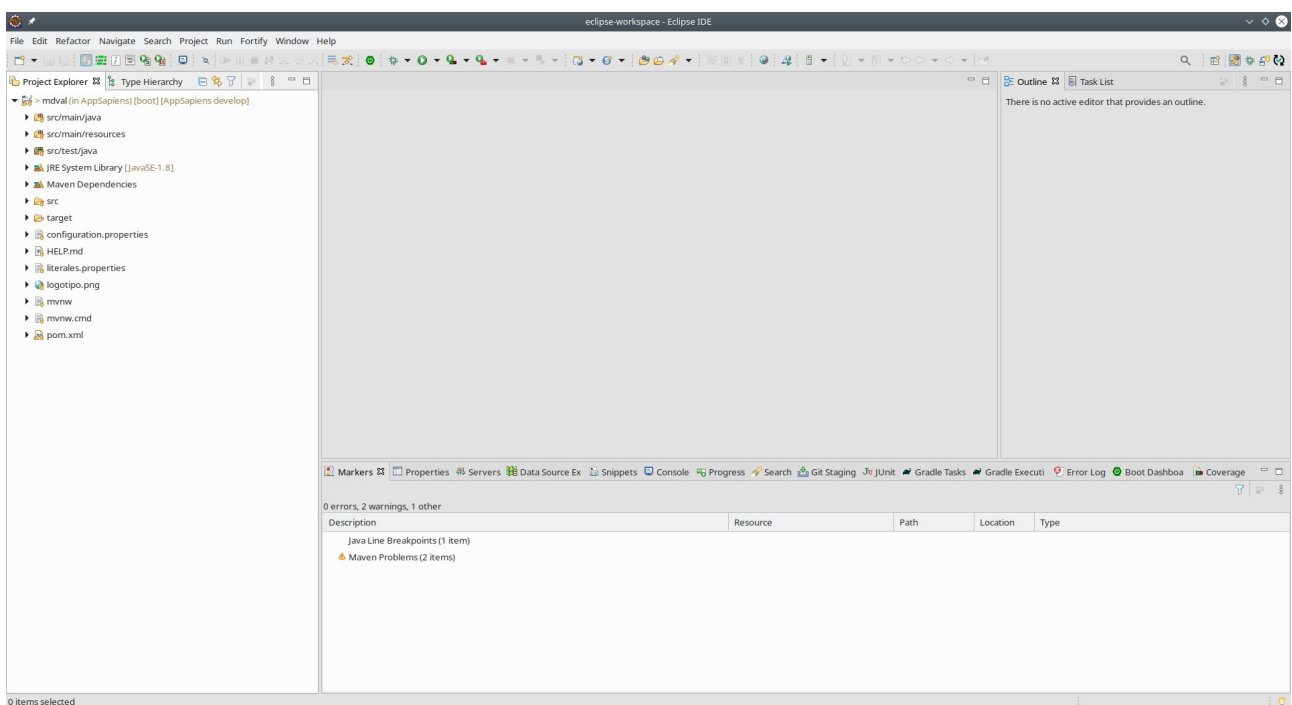 eclipse-workspace - Eclipse IDE
File Edit Refactor Navigate Search Project Run Fortify Window Help
Project Explorer Type Hierarchy
> mdval (in AppSapiens) [boot] [AppSapiens develop]
src/main/java
src/main/resources
src/test/java
JRE System Library [JavaSE-1.8]
Maven Dependencies
src
target
configuration.properties
HELP.md
literales.properties
logotipo.png
mvnw
mvnw.cmd
pom.xml
Outline Task List
There is no active editor that provides an outline.
Markers Properties Servers Data Source Ex Snippets Console Progress Search Git Staging JUnit Gradle Tasks Gradle Executi Error Log Boot Dashboa Coverage
0 errors, 2 warnings, 1 other
Description Resource Path Location Type
Java Line Breakpoints (1 item)
Maven Problems (2 items)
0 items selected